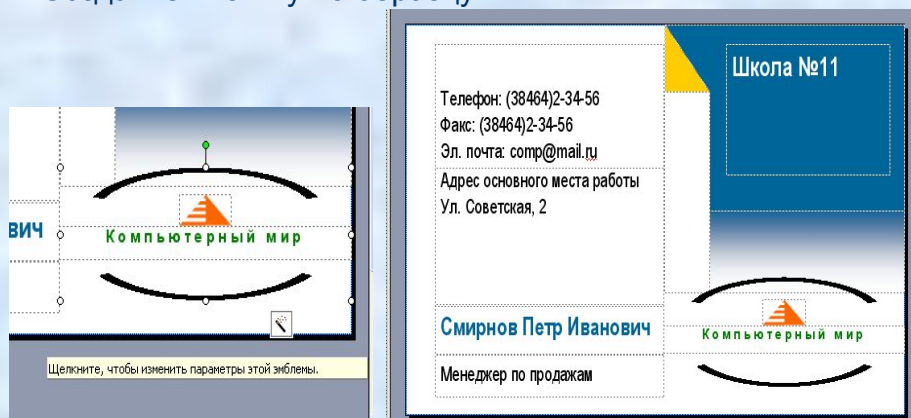 вич
Компьютерный мир
Щелкните, чтобы изменить параметры этой эмблемы.
Школа №11
Телефон: (38464)2-34-56
Факс: (38464)2-34-56
Эл. почта: comp@mail.ru
Адрес основного места работы
Ул. Советская, 2
Смирнов Петр Иванович
Менеджер по продажам
Компьютерный мир